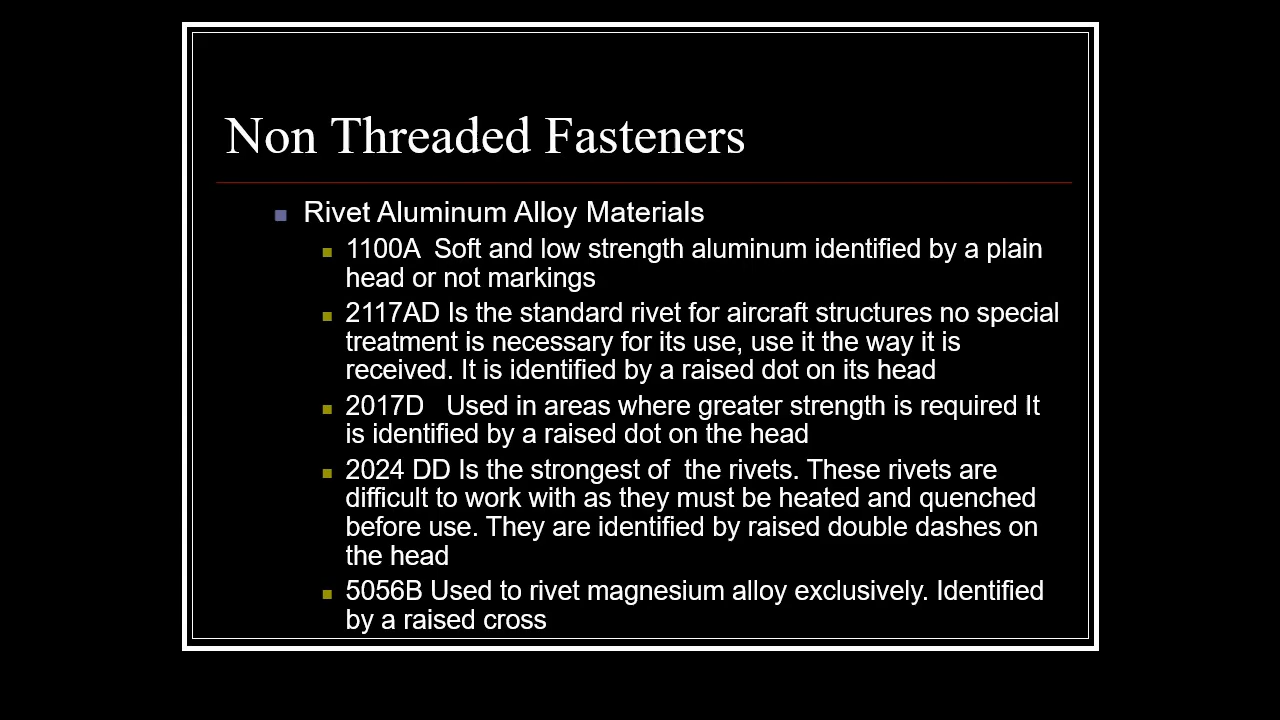 Non Threaded Fasteners
Rivet Aluminum Alloy Materials
1100A  Soft and low strength aluminum identified by a plain
head or not markings
2117AD Is the standard rivet for aircraft structures no special
treatment is necessary for its use, use it the way it is
received. It is identified by a raised dot on its head
2017D   Used in areas where greater strength is required It
is identified by a raised dot on the head
2024 DD Is the strongest of  the rivets. These rivets are
difficult to work with as they must be heated and quenched
before use. They are identified by raised double dashes on
the head
5056B Used to rivet magnesium alloy exclusively. Identified
by a raised cross